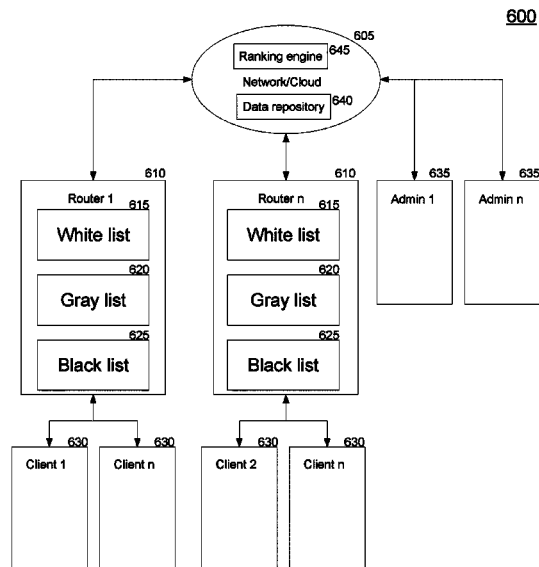 600
605
Ranking engine
645
Network/Cloud
640
Data repository
610
Router 1
615
White list
620
Gray list
625
Black list
610
Router n
615
White list
620
Gray list
625
Black list
635
Admin 1
635
Admin n
630
Client 1
630
Client n
630
Client 2
630
Client n